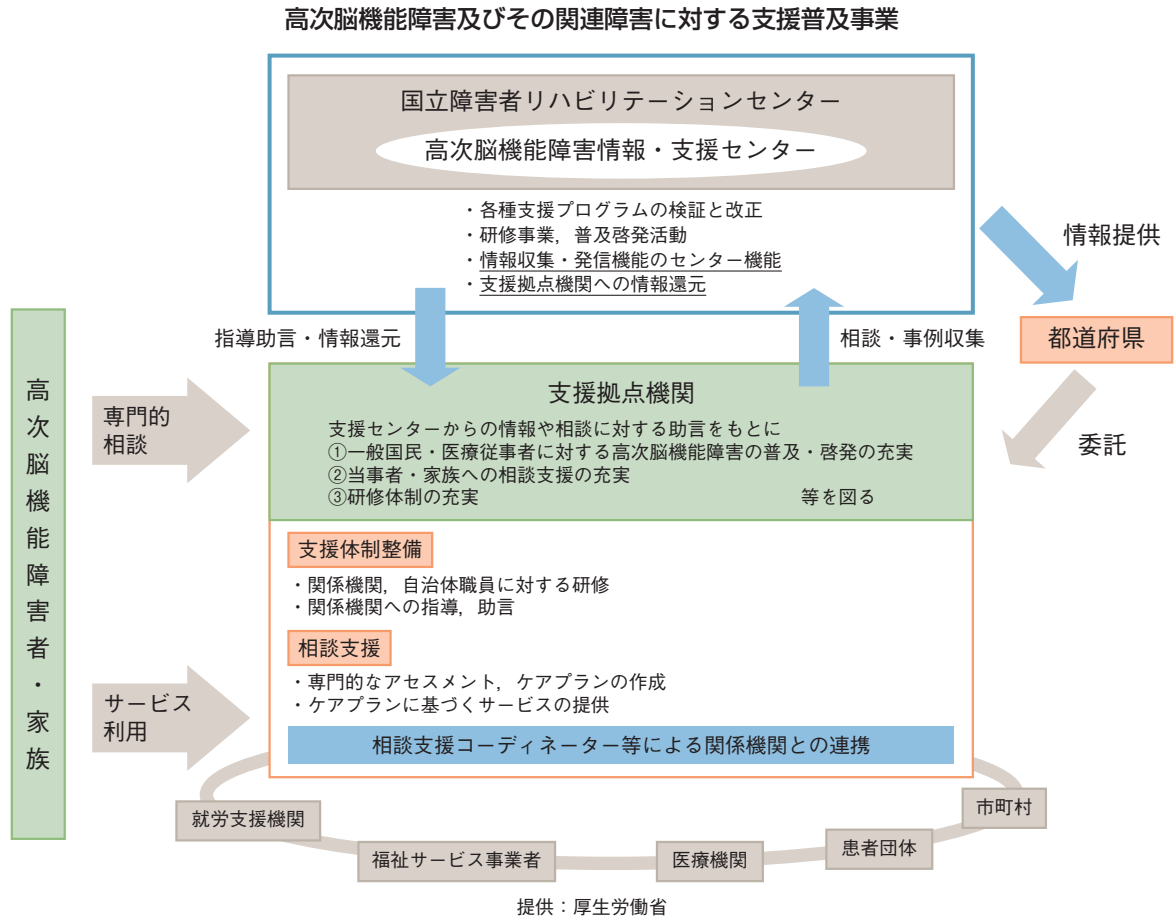 高次脳機能障害及びその関連障害に対する支援普及事業
国立障害者リハビリテーションセンター
高次脳機能障害情報・支援センター
・各種支援プログラムの検証と改正
・研修事業，普及啓発活動
・情報収集・発信機能のセンター機能
・支援拠点機関への情報還元
情報提供
都道府県
委託
指導助言・情報還元
相談・事例収集
高次脳機能障害者・家族
専門的
相談
サービス
利用
支援拠点機関
支援センターからの情報や相談に対する助言をもとに
①一般国民・医療従事者に対する高次脳機能障害の普及・啓発の充実
②当事者・家族への相談支援の充実
③研修体制の充実 等を図る
支援体制整備
・関係機関，自治体職員に対する研修
・関係機関への指導，助言
相談支援
・専門的なアセスメント，ケアプランの作成
・ケアプランに基づくサービスの提供
相談支援コーディネーター等による関係機関との連携
就労支援機関
福祉サービス事業者
医療機関
患者団体
市町村
提供：厚生労働省